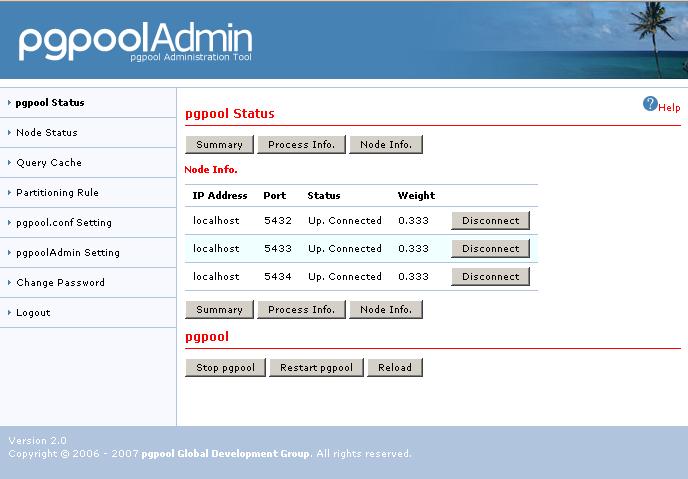 pgpoolAdmin
pgpool Administration Tool
pgpool Status
Node Status
Query Cache
Partitioning Rule
pgpool.conf Setting
pgpoolAdmin Setting
Change Password
Logout
? Help
pgpool Status
Summary Process Info. Node Info.
Node Info.
IP Address Port Status Weight
localhost 5432 Up. Connected 0.333 Disconnect
localhost 5433 Up. Connected 0.333 Disconnect
localhost 5434 Up. Connected 0.333 Disconnect
Summary Process Info. Node Info.
pgpool
Stop pgpool Restart pgpool Reload
Version 2.0
Copyright © 2006 - 2007 pgpool Global Development Group. All rights reserved.